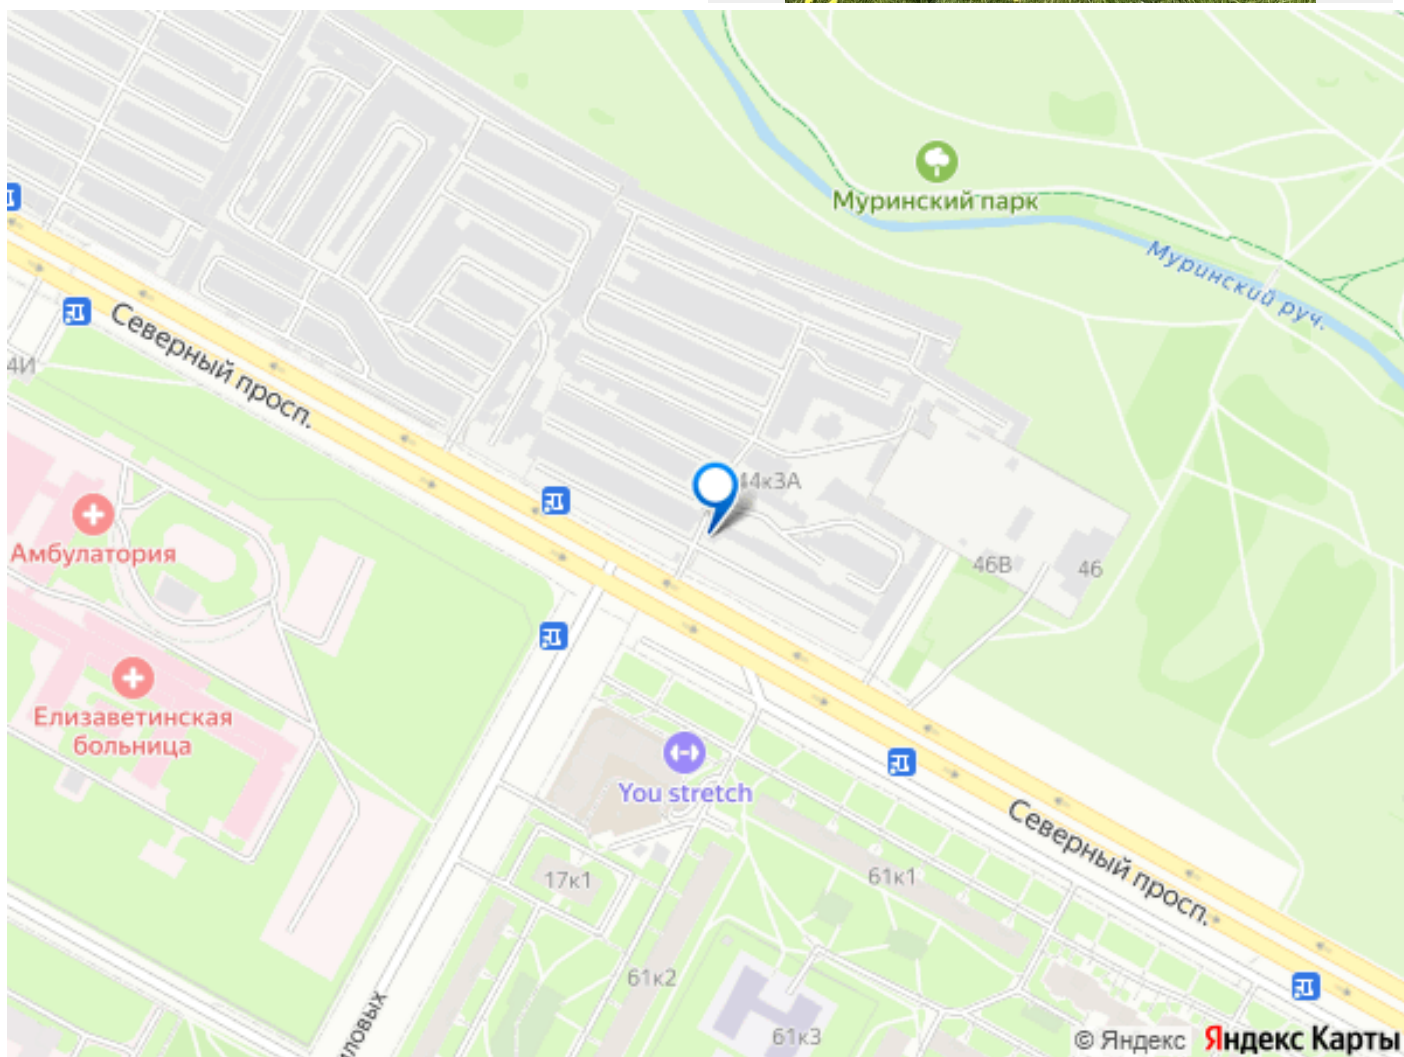 Муринский парк
Муринский руч.
Северный просп.
4И
44к3А
Амбулатория
46В
46
Елизаветинская
больница
You stretch
Северный просп.
17к1
61к1
61к2
61к3
© Яндекс Яндекс Карты